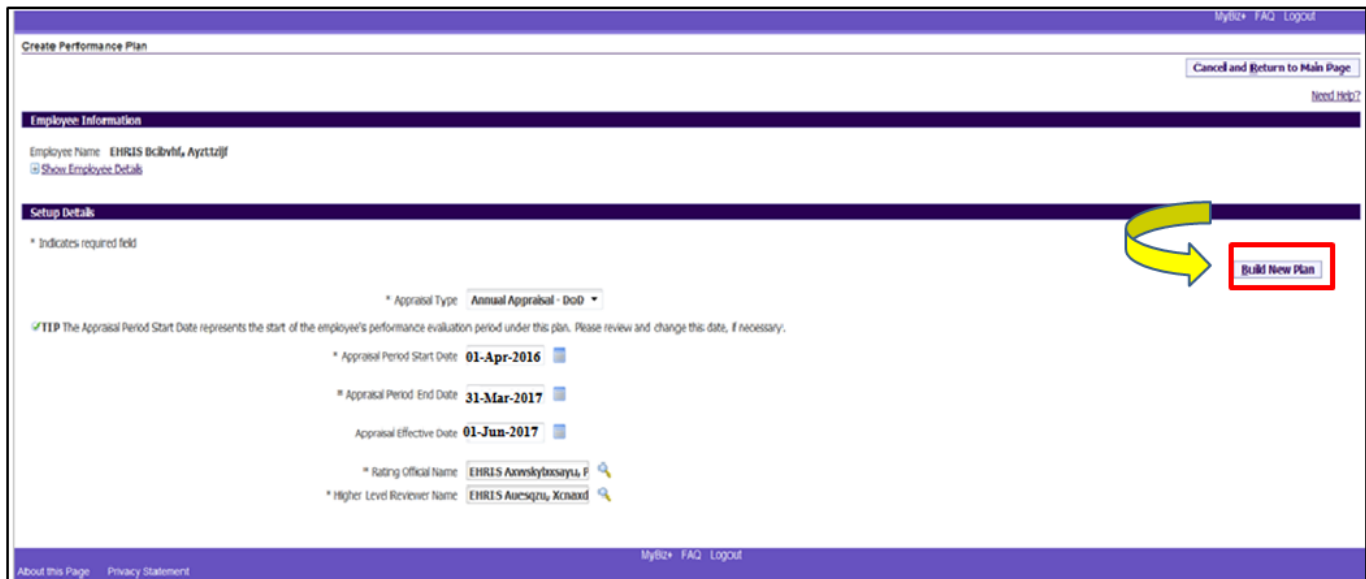 MyBiz+ FAQ Logout
Create Performance Plan
Cancel and Return to Main Page
Need Help?
Employee Information
Employee Name EHRIS Bcibvhf, Ayzttzijf
Show Employee Details
Setup Details
* Indicates required field
Build New Plan
* Appraisal Type Annual Appraisal - DoD
TIP The Appraisal Period Start Date represents the start of the employee's performance evaluation period under this plan. Please review and change this date, if necessary.
* Appraisal Period Start Date 01-Apr-2016
* Appraisal Period End Date 31-Mar-2017
Appraisal Effective Date 01-Jun-2017
* Rating Official Name EHRIS
* Higher Level Reviewer Name EHRIS Auesqzu, Xcnaxd
MyBiz+ FAQ Logout
About this Page Privacy Statement